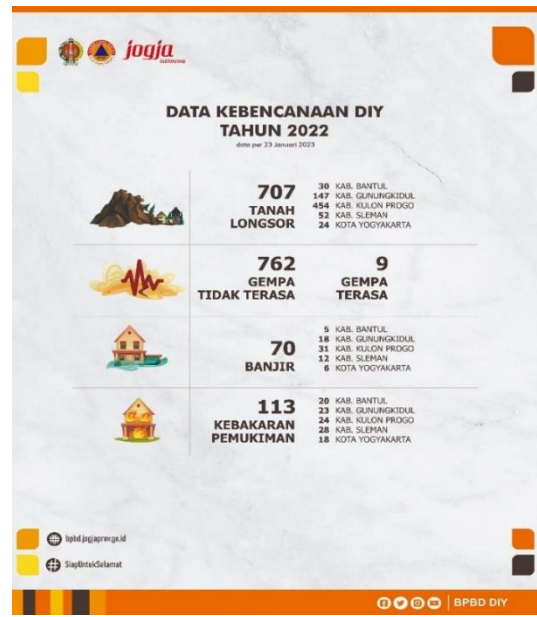 jogja
istimewa
DATA KEBENCANAAN DIY
TAHUN 2022
data per 23 Januari 2023
707
TANAH
LONGSOR
30 KAB. BANTUL
147 KAB. GUNUNGKIDUL
454 KAB. KULON PROGO
52 KAB. SLEMAN
24 KOTA YOGYAKARTA
762
GEMPA
TIDAK TERASA
9
GEMPA
TERASA
70
BANJIR
5 KAB. BANTUL
18 KAB. GUNUNGKIDUL
31 KAB. KULON PROGO
12 KAB. SLEMAN
6 KOTA YOGYAKARTA
113
KEBAKARAN
PEMUKIMAN
20 KAB. BANTUL
23 KAB. GUNUNGKIDUL
24 KAB. KULON PROGO
28 KAB. SLEMAN
18 KOTA YOGYAKARTA
bpbd.jogjaprov.go.id
SiapUntukSelamat
BPBD DIY